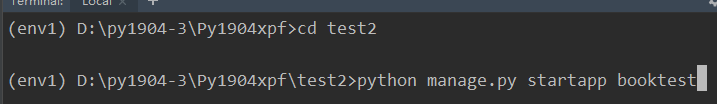 Terminal: Local × +
(env1) D:\py1904-3\Py1904xpf>cd test2
(env1) D:\py1904-3\Py1904xpf\test2>python manage.py startapp booktest